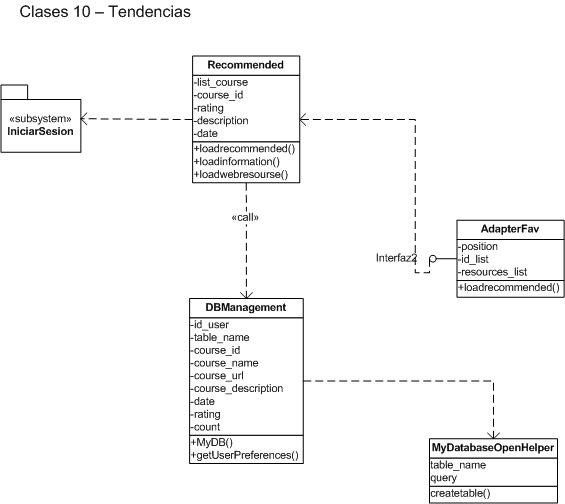 Clases 10 – Tendencias
Recommended
-list_course
-course_id
-rating
-description
-date
+loadrecommended()
+loadinformation()
+loadwebresourse()
«subsystem»
IniciarSesion
«call»
AdapterFav
-position
-id_list
-resources_list
+loadrecommended()
Interfaz2
DBManagement
-id_user
-table_name
-course_id
-course_name
-course_url
-course_description
-date
-rating
-count
+MyDB()
+getUserPreferences()
MyDatabaseOpenHelper
table_name
query
createtable()